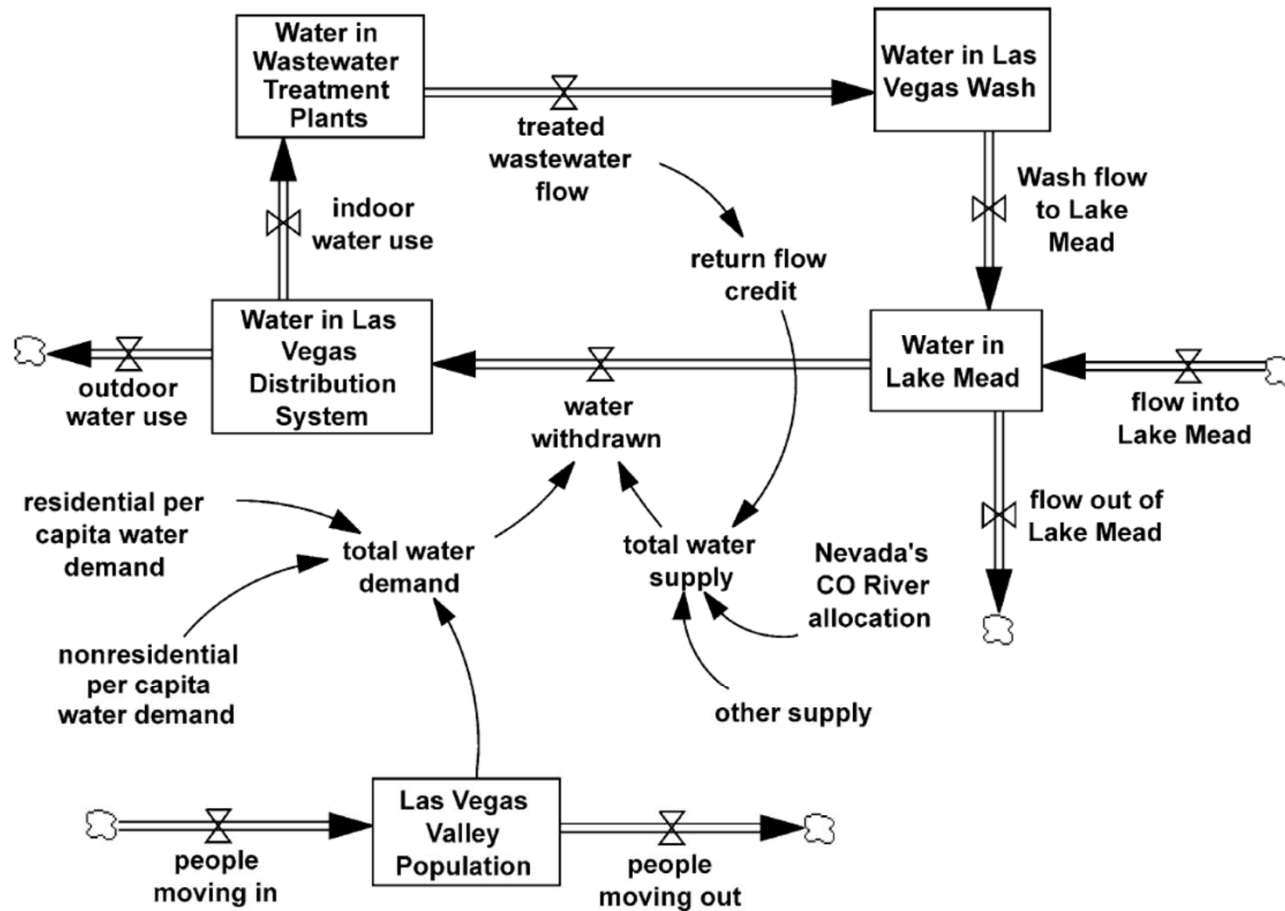 Water in
Wastewater
Treatment
Plants
treated
wastewater
flow
Water in Las
Vegas Wash
indoor
water use
Wash flow
to Lake
Mead
return flow
credit
Water in Las
Vegas
Distribution
System
outdoor
water use
water
withdrawn
Water in
Lake Mead
flow into
Lake Mead
flow out of
Lake Mead
residential per
capita water
demand
total water
demand
total water
supply
Nevada's
CO River
allocation
nonresidential
per capita
water demand
other supply
people
moving in
Las Vegas
Valley
Population
people
moving out